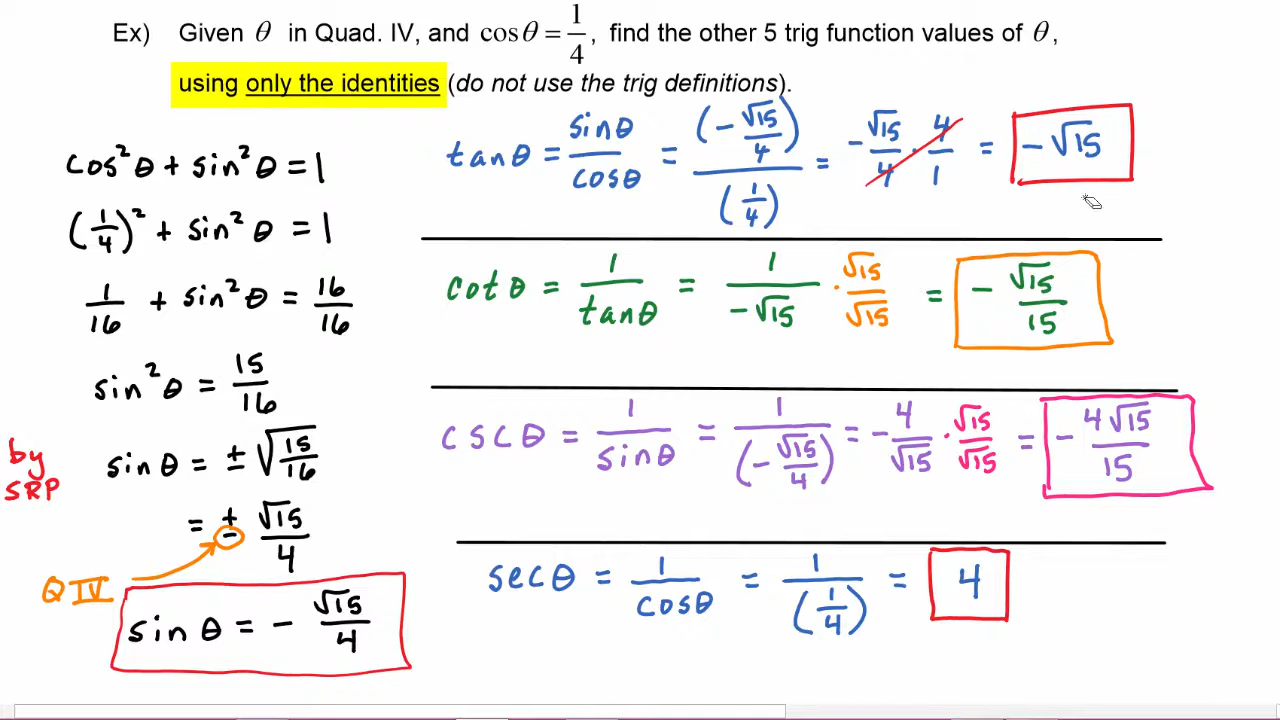 Ex) Given θ in Quad. IV, and cosθ = 1/4, find the other 5 trig function values of θ,
using only the identities (do not use the trig definitions).
cos²θ + sin²θ = 1
(1/4)² + sin²θ = 1
1/16 + sin²θ = 16/16
sin²θ = 15/16
by SRP
sinθ = ± √(15/16)
= ± √15/4
QIV
sinθ = - √15/4
tanθ = sinθ/cosθ = (-√15/4)/(1/4) = -√15/4 · 4/1 = -√15
cotθ = 1/tanθ = 1/-√15 · √15/√15 = - √15/15
cscθ = 1/sinθ = 1/(-√15/4) = -4/√15 · √15/√15 = - 4√15/15
secθ = 1/cosθ = 1/(1/4) = 4